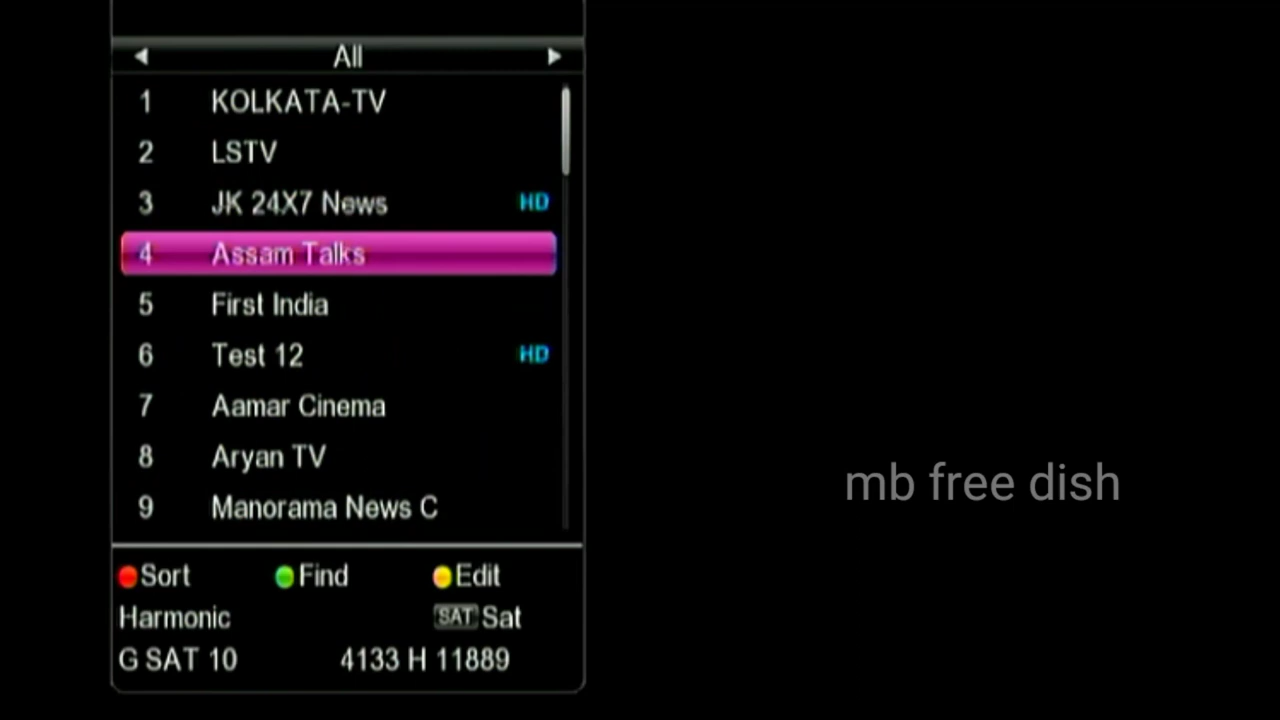 All
1 KOLKATA-TV
2 LSTV
3 JK 24X7 News HD
4 Assam Talks
5 First India
6 Test 12 HD
7 Aamar Cinema
8 Aryan TV
9 Manorama News C
Sort Find Edit
Harmonic SAT Sat
G SAT 10 4133 H 11889
mb free dish